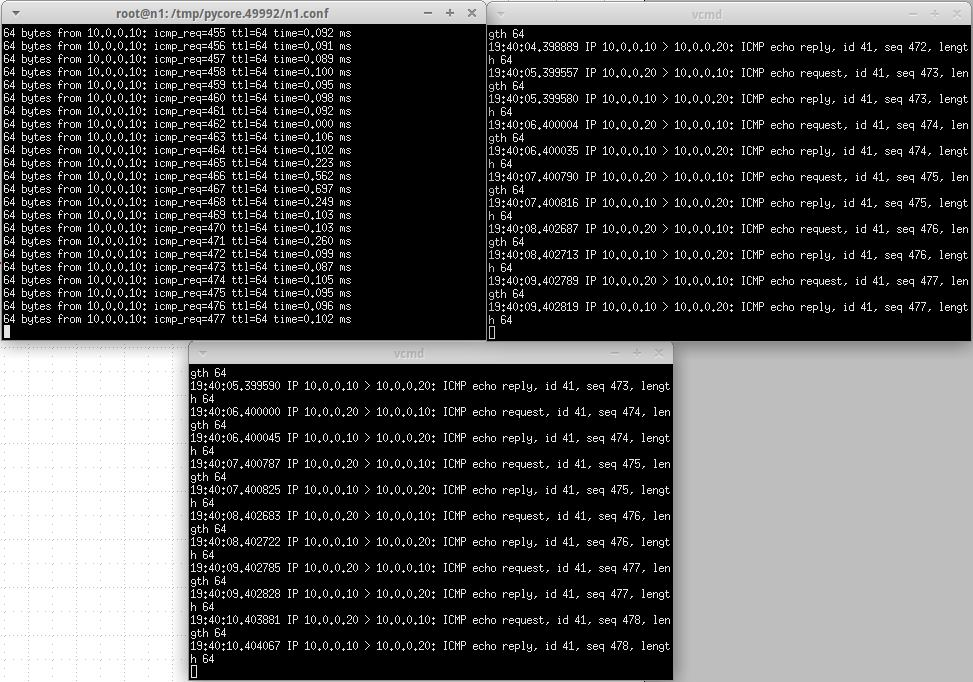 root@n1: /tmp/pycore.49992/n1.conf
64 bytes from 10.0.0.10: icmp_req=455 ttl=64 time=0.092 ms
64 bytes from 10.0.0.10: icmp_req=456 ttl=64 time=0.091 ms
64 bytes from 10.0.0.10: icmp_req=457 ttl=64 time=0.089 ms
64 bytes from 10.0.0.10: icmp_req=458 ttl=64 time=0.100 ms
64 bytes from 10.0.0.10: icmp_req=459 ttl=64 time=0.095 ms
64 bytes from 10.0.0.10: icmp_req=460 ttl=64 time=0.098 ms
64 bytes from 10.0.0.10: icmp_req=461 ttl=64 time=0.092 ms
64 bytes from 10.0.0.10: icmp_req=462 ttl=64 time=0.000 ms
64 bytes from 10.0.0.10: icmp_req=463 ttl=64 time=0.106 ms
64 bytes from 10.0.0.10: icmp_req=464 ttl=64 time=0.102 ms
64 bytes from 10.0.0.10: icmp_req=465 ttl=64 time=0.223 ms
64 bytes from 10.0.0.10: icmp_req=466 ttl=64 time=0.562 ms
64 bytes from 10.0.0.10: icmp_req=467 ttl=64 time=0.697 ms
64 bytes from 10.0.0.10: icmp_req=468 ttl=64 time=0.249 ms
64 bytes from 10.0.0.10: icmp_req=469 ttl=64 time=0.103 ms
64 bytes from 10.0.0.10: icmp_req=470 ttl=64 time=0.103 ms
64 bytes from 10.0.0.10: icmp_req=471 ttl=64 time=0.260 ms
64 bytes from 10.0.0.10: icmp_req=472 ttl=64 time=0.099 ms
64 bytes from 10.0.0.10: icmp_req=473 ttl=64 time=0.087 ms
64 bytes from 10.0.0.10: icmp_req=474 ttl=64 time=0.105 ms
64 bytes from 10.0.0.10: icmp_req=475 ttl=64 time=0.095 ms
64 bytes from 10.0.0.10: icmp_req=476 ttl=64 time=0.096 ms
64 bytes from 10.0.0.10: icmp_req=477 ttl=64 time=0.102 ms
vcmd
gth 64
19:40:04.398889 IP 10.0.0.10 > 10.0.0.20: ICMP echo reply, id 41, seq 472, lengt
h 64
19:40:05.399557 IP 10.0.0.20 > 10.0.0.10: ICMP echo request, id 41, seq 473, len
gth 64
19:40:05.399580 IP 10.0.0.10 > 10.0.0.20: ICMP echo reply, id 41, seq 473, lengt
h 64
19:40:06.400004 IP 10.0.0.20 > 10.0.0.10: ICMP echo request, id 41, seq 474, len
gth 64
19:40:06.400035 IP 10.0.0.10 > 10.0.0.20: ICMP echo reply, id 41, seq 474, lengt
h 64
19:40:07.400790 IP 10.0.0.20 > 10.0.0.10: ICMP echo request, id 41, seq 475, len
gth 64
19:40:07.400816 IP 10.0.0.10 > 10.0.0.20: ICMP echo reply, id 41, seq 475, lengt
h 64
19:40:08.402687 IP 10.0.0.20 > 10.0.0.10: ICMP echo request, id 41, seq 476, len
gth 64
19:40:08.402713 IP 10.0.0.10 > 10.0.0.20: ICMP echo reply, id 41, seq 476, lengt
h 64
19:40:09.402789 IP 10.0.0.20 > 10.0.0.10: ICMP echo request, id 41, seq 477, len
gth 64
19:40:09.402819 IP 10.0.0.10 > 10.0.0.20: ICMP echo reply, id 41, seq 477, lengt
h 64
vcmd
gth 64
19:40:05.399590 IP 10.0.0.10 > 10.0.0.20: ICMP echo reply, id 41, seq 473, lengt
h 64
19:40:06.400000 IP 10.0.0.20 > 10.0.0.10: ICMP echo request, id 41, seq 474, len
gth 64
19:40:06.400045 IP 10.0.0.10 > 10.0.0.20: ICMP echo reply, id 41, seq 474, lengt
h 64
19:40:07.400787 IP 10.0.0.20 > 10.0.0.10: ICMP echo request, id 41, seq 475, len
gth 64
19:40:07.400825 IP 10.0.0.10 > 10.0.0.20: ICMP echo reply, id 41, seq 475, lengt
h 64
19:40:08.402683 IP 10.0.0.20 > 10.0.0.10: ICMP echo request, id 41, seq 476, len
gth 64
19:40:08.402722 IP 10.0.0.10 > 10.0.0.20: ICMP echo reply, id 41, seq 476, lengt
h 64
19:40:09.402785 IP 10.0.0.20 > 10.0.0.10: ICMP echo request, id 41, seq 477, len
gth 64
19:40:09.402828 IP 10.0.0.10 > 10.0.0.20: ICMP echo reply, id 41, seq 477, lengt
h 64
19:40:10.403881 IP 10.0.0.20 > 10.0.0.10: ICMP echo request, id 41, seq 478, len
gth 64
19:40:10.404067 IP 10.0.0.10 > 10.0.0.20: ICMP echo reply, id 41, seq 478, lengt
h 64